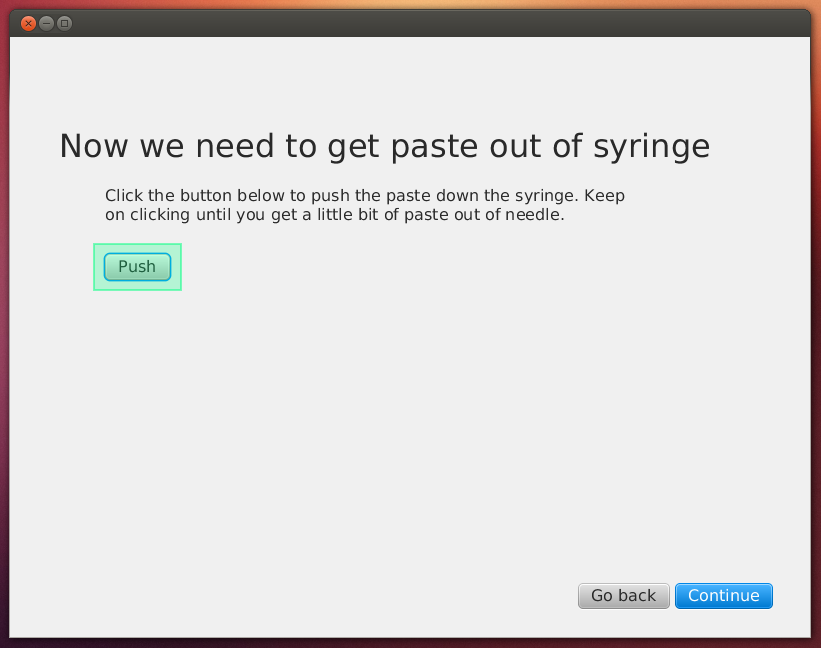 Now we need to get paste out of syringe
Click the button below to push the paste down the syringe. Keep
on clicking until you get a little bit of paste out of needle.
Push
Go back
Continue